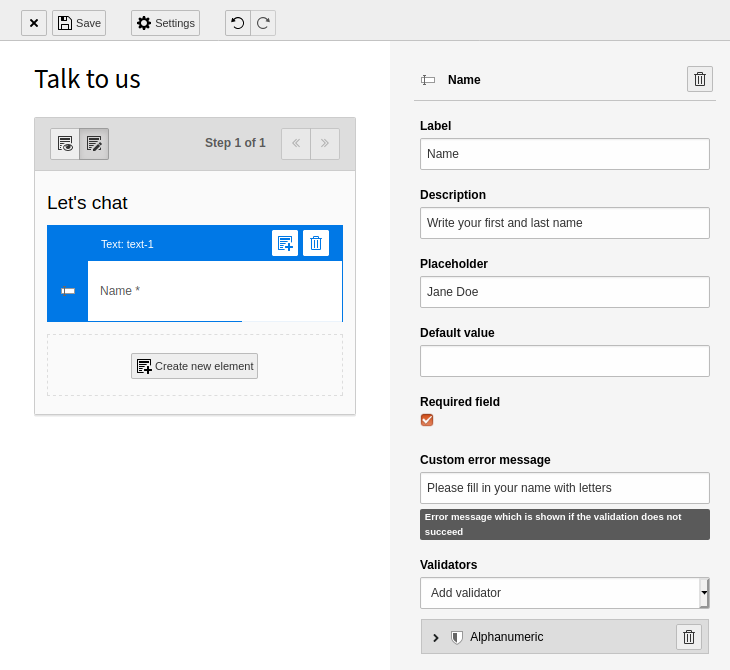 Save
Settings
Talk to us
Step 1 of 1
Let's chat
Text: text-1
Name *
Create new element
Name
Label
Name
Description
Write your first and last name
Placeholder
Jane Doe
Default value
Required field
Custom error message
Please fill in your name with letters
Error message which is shown if the validation does not
succeed
Validators
Add validator
Alphanumeric